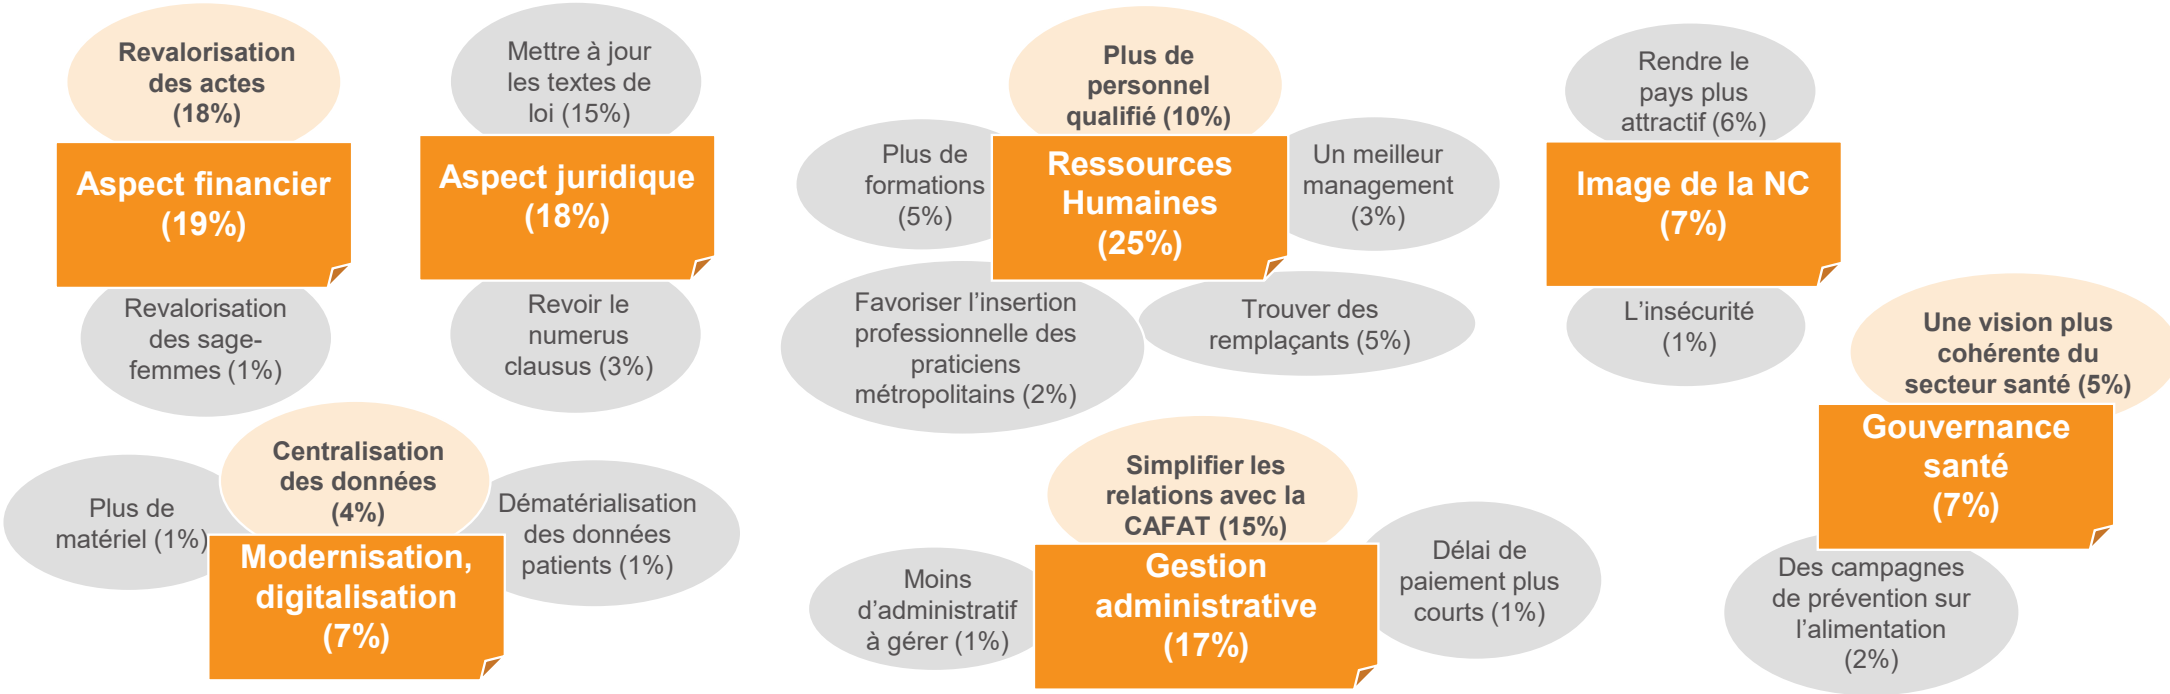 Revalorisation
des actes
(18%)
Aspect financier
(19%)
Revalorisation
des sage-
femmes (1%)
Mettre à jour
les textes de
loi (15%)
Aspect juridique
(18%)
Revoir le
numerus
clausus (3%)
Plus de
personnel
qualifié (10%)
Plus de
formations
(5%)
Ressources
Humaines
(25%)
Un meilleur
management
(3%)
Favoriser l’insertion
professionnelle des
praticiens
métropolitains (2%)
Trouver des
remplaçants (5%)
Rendre le
pays plus
attractif (6%)
Image de la NC
(7%)
L’insécurité
(1%)
Une vision plus
cohérente du
secteur santé (5%)
Gouvernance
santé
(7%)
Des campagnes
de prévention sur
l’alimentation
(2%)
Centralisation
des données
(4%)
Plus de
matériel (1%)
Modernisation,
digitalisation
(7%)
Dématérialisation
des données
patients (1%)
Simplifier les
relations avec la
CAFAT (15%)
Moins
d’administratif
à gérer (1%)
Gestion
administrative
(17%)
Délai de
paiement plus
courts (1%)